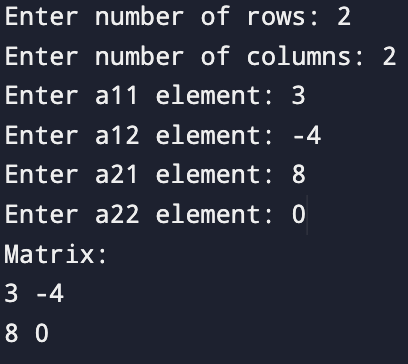 Enter number of rows: 2
Enter number of columns: 2
Enter a11 element: 3
Enter a12 element: -4
Enter a21 element: 8
Enter a22 element: 0
Matrix:
3 -4
8 0